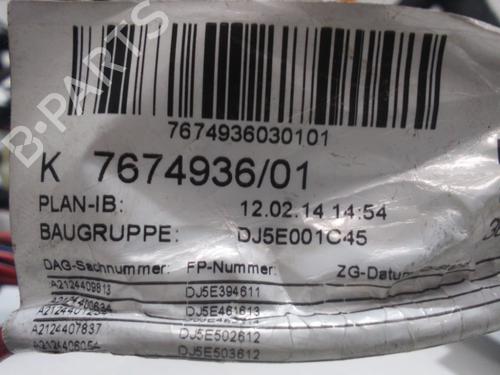 B-PARTS
7674936030101
K 7674936/01
PLAN-IB: 12.02.14 14:54
BAUGRUPPE: DJ5E001C45
DAG-Sachnummer: FP-Nummer: ZG-Datum
A2124409813 DJ5E394611
DJ5E461613
A2124407837 DJ5E502612
A2124406054 DJ5E503612